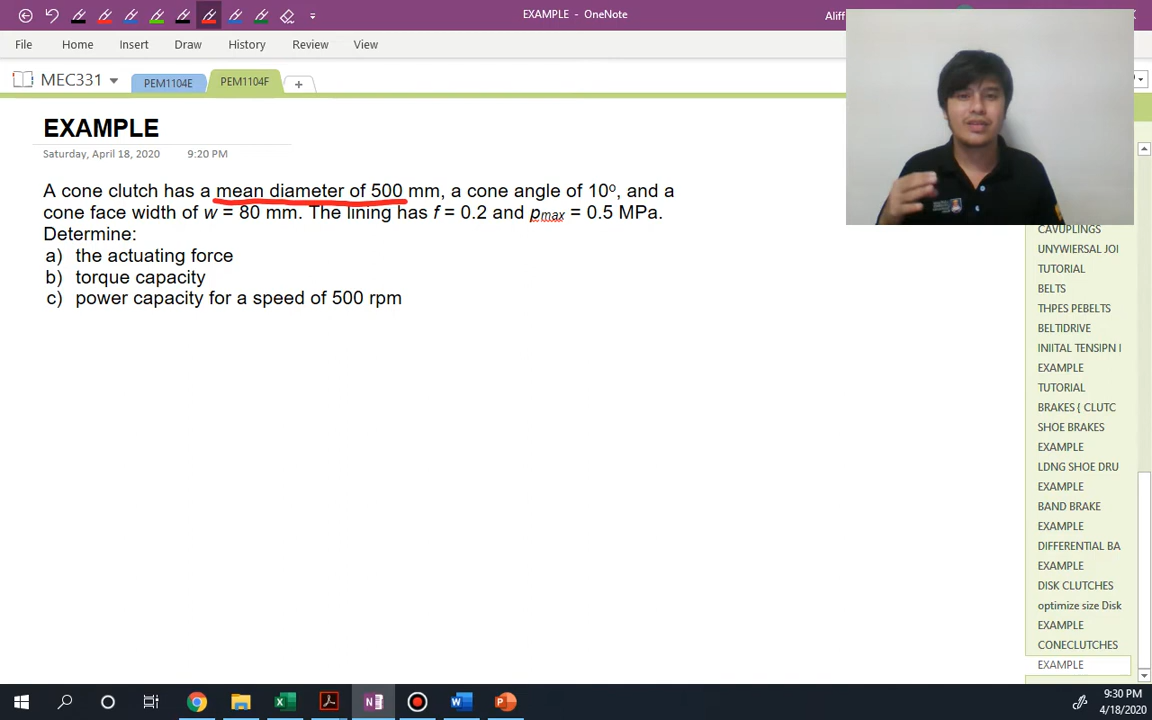 EXAMPLE - OneNote
Aliff
File Home Insert Draw History Review View
MEC331 PEM1104E PEM1104F
EXAMPLE
Saturday, April 18, 2020 9:20 PM
A cone clutch has a mean diameter of 500 mm, a cone angle of 10º, and a
cone face width of w = 80 mm. The lining has f = 0.2 and pmax = 0.5 MPa.
Determine:
a) the actuating force
b) torque capacity
c) power capacity for a speed of 500 rpm
CAVUPLINGS
UNYWIERSAL JOI
TUTORIAL
BELTS
THPES PEBELTS
BELTIDRIVE
INIITAL TENSIPN I
EXAMPLE
TUTORIAL
BRAKES { CLUTC
SHOE BRAKES
EXAMPLE
LDNG SHOE DRU
EXAMPLE
BAND BRAKE
EXAMPLE
DIFFERENTIAL BA
EXAMPLE
DISK CLUTCHES
optimize size Disk
EXAMPLE
CONECLUTCHES
EXAMPLE
9:30 PM
4/18/2020